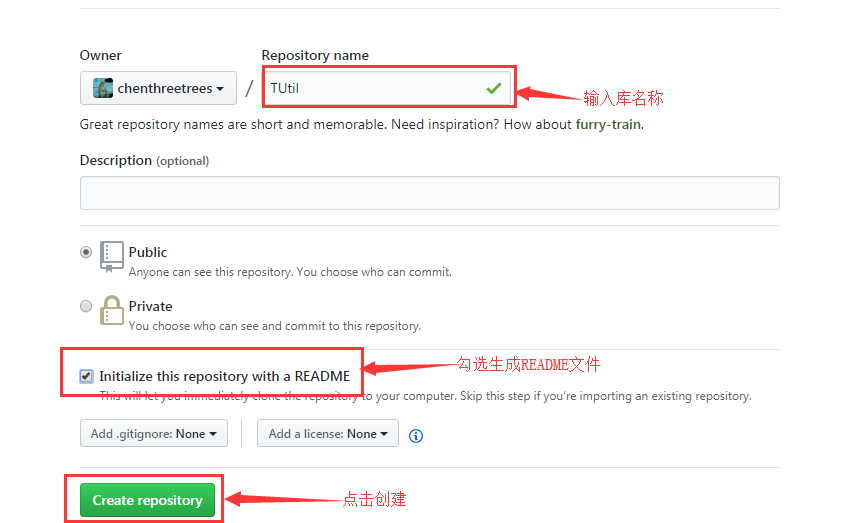 Owner
Repository name
chenthreetrees / TUtil
输入库名称
Great repository names are short and memorable. Need inspiration? How about furry-train.
Description (optional)
Public
Anyone can see this repository. You choose who can commit.
Private
You choose who can see and commit to this repository.
勾选生成README文件
Initialize this repository with a README
This will let you immediately clone the repository to your computer. Skip this step if you're importing an existing repository.
Add .gitignore: None
Add a license: None
Create repository
点击创建